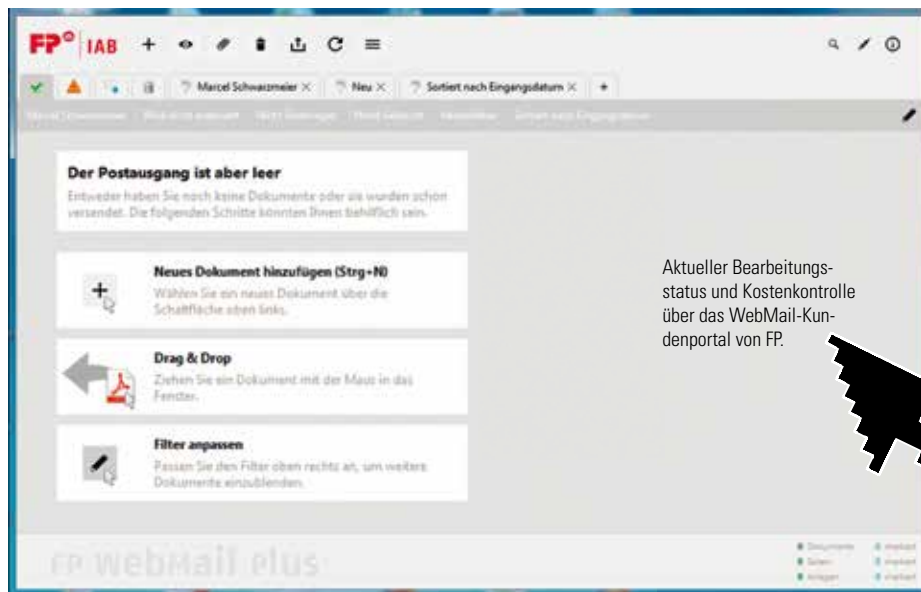 FP IAB
Marcel Schwarzmeier
Neu
Sortiert nach Eingangsdatum
Der Postausgang ist aber leer
Entweder haben Sie noch keine Dokumente oder sie wurden schon
versendet. Die folgenden Schritte könnten Ihnen behilflich sein.
Neues Dokument hinzufügen (Strg+N)
Wählen Sie ein neues Dokument über die
Schaltfläche oben links.
Drag & Drop
Ziehen Sie ein Dokument mit der Maus in das
Fenster.
Filter anpassen
Passen Sie den Filter oben rechts an, um weitere
Dokumente einzublenden.
Aktueller Bearbeitungs-
status und Kostenkontrolle
über das WebMail-Kun-
denportal von FP.
FP WebMail plus